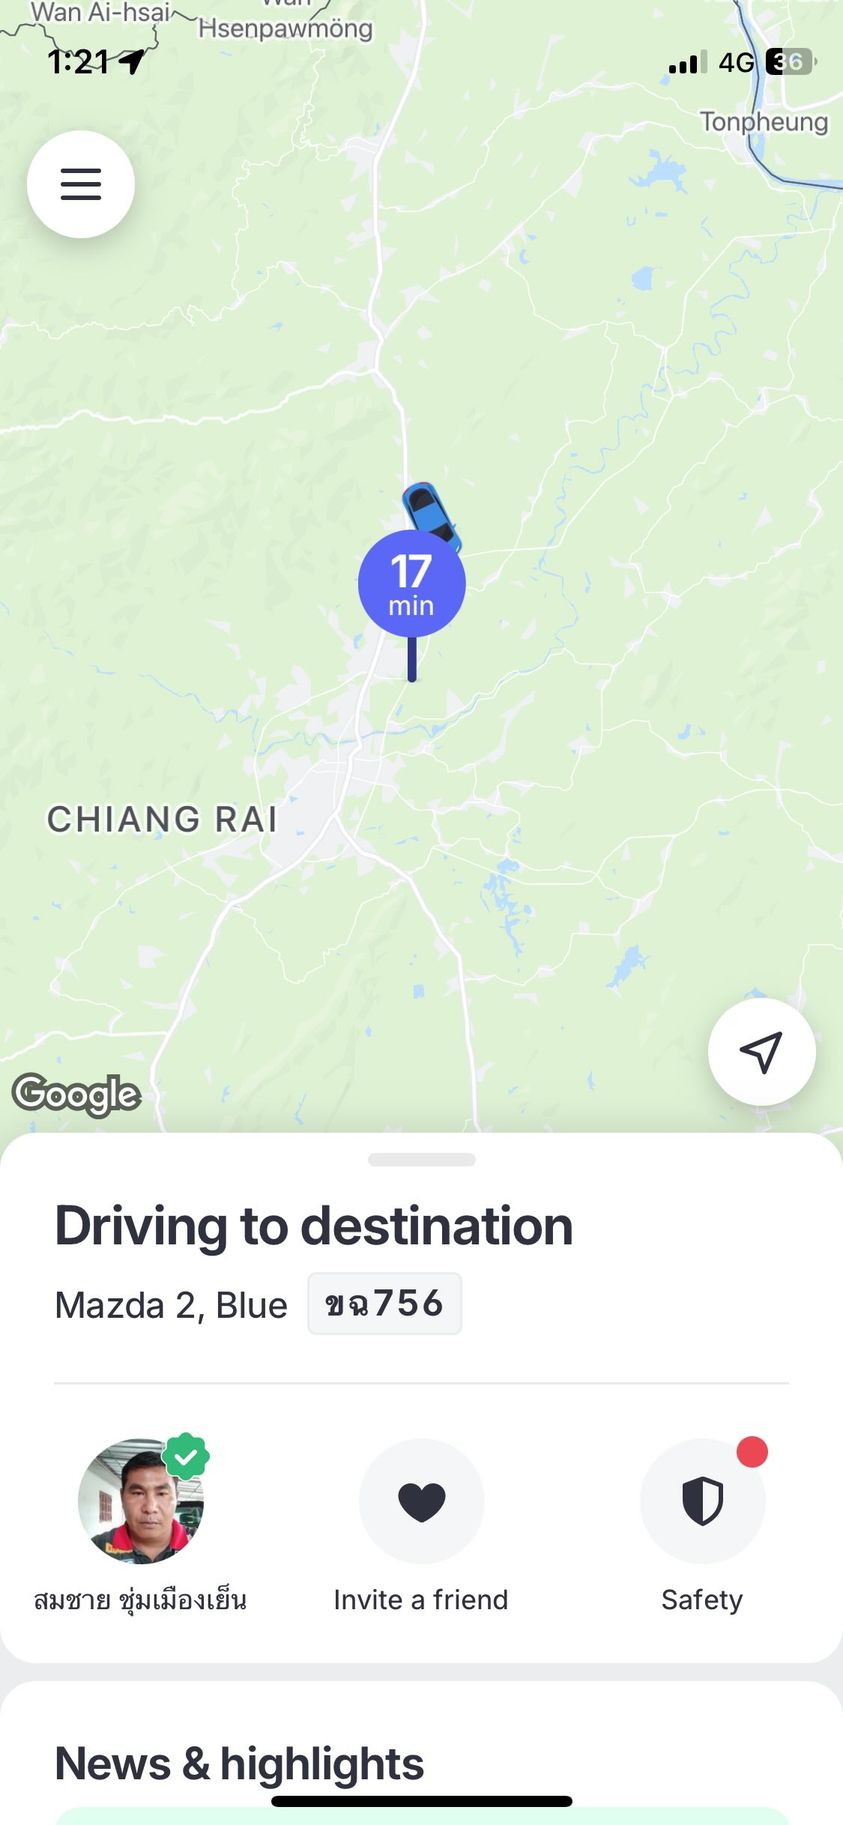 Wan Ai-hsai
Wan
Hsenpawmöng
1:21
4G 36
Tonpheung
17
min
CHIANG RAI
Google
Driving to destination
Mazda 2, Blue ขฉ756
สมชาย ชุ่มเมืองเย็น
Invite a friend
Safety
News & highlights